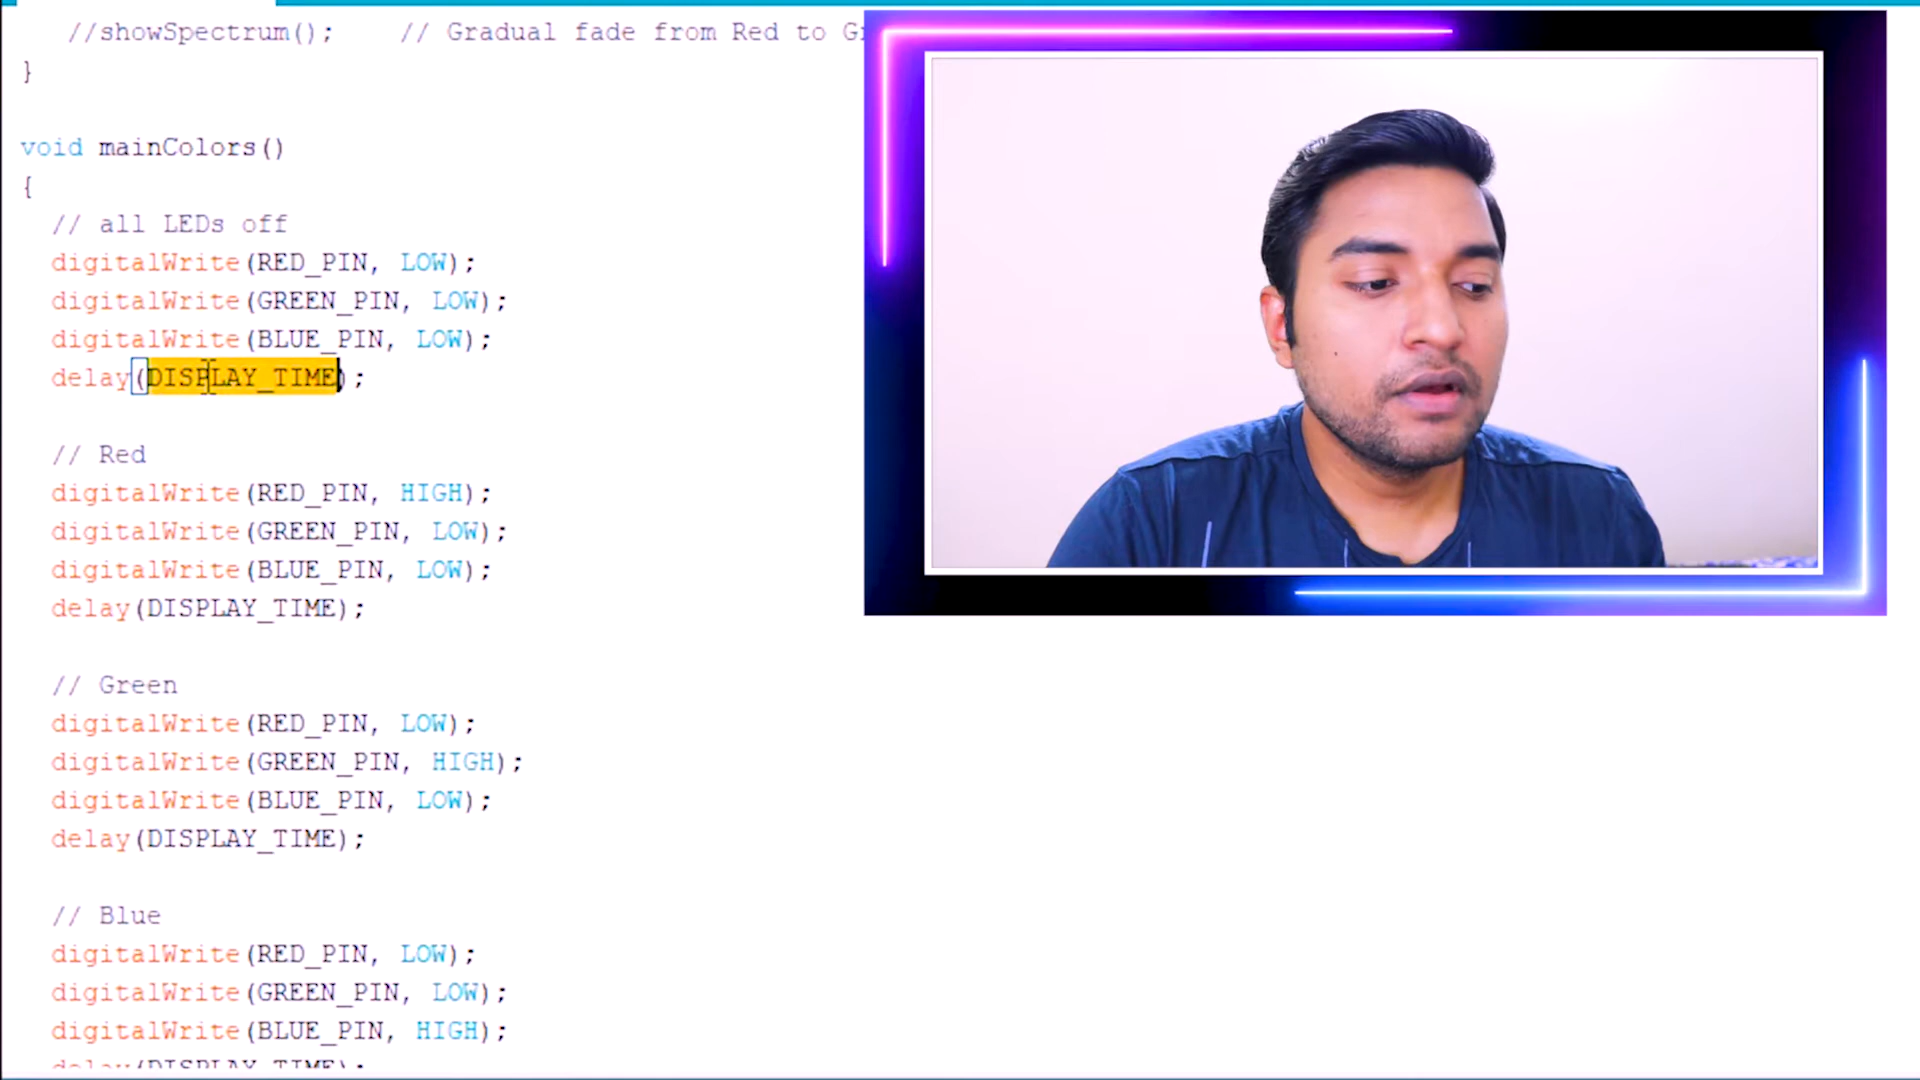 //showSpectrum();    // Gradual fade from Red to
}
void mainColors()
{
// all LEDs off
digitalWrite(RED_PIN, LOW);
digitalWrite(GREEN_PIN, LOW);
digitalWrite(BLUE_PIN, LOW);
delay(DISPLAY_TIME);
// Red
digitalWrite(RED_PIN, HIGH);
digitalWrite(GREEN_PIN, LOW);
digitalWrite(BLUE_PIN, LOW);
delay(DISPLAY_TIME);
// Green
digitalWrite(RED_PIN, LOW);
digitalWrite(GREEN_PIN, HIGH);
digitalWrite(BLUE_PIN, LOW);
delay(DISPLAY_TIME);
// Blue
digitalWrite(RED_PIN, LOW);
digitalWrite(GREEN_PIN, LOW);
digitalWrite(BLUE_PIN, HIGH);
delay(DISPLAY_TIME);